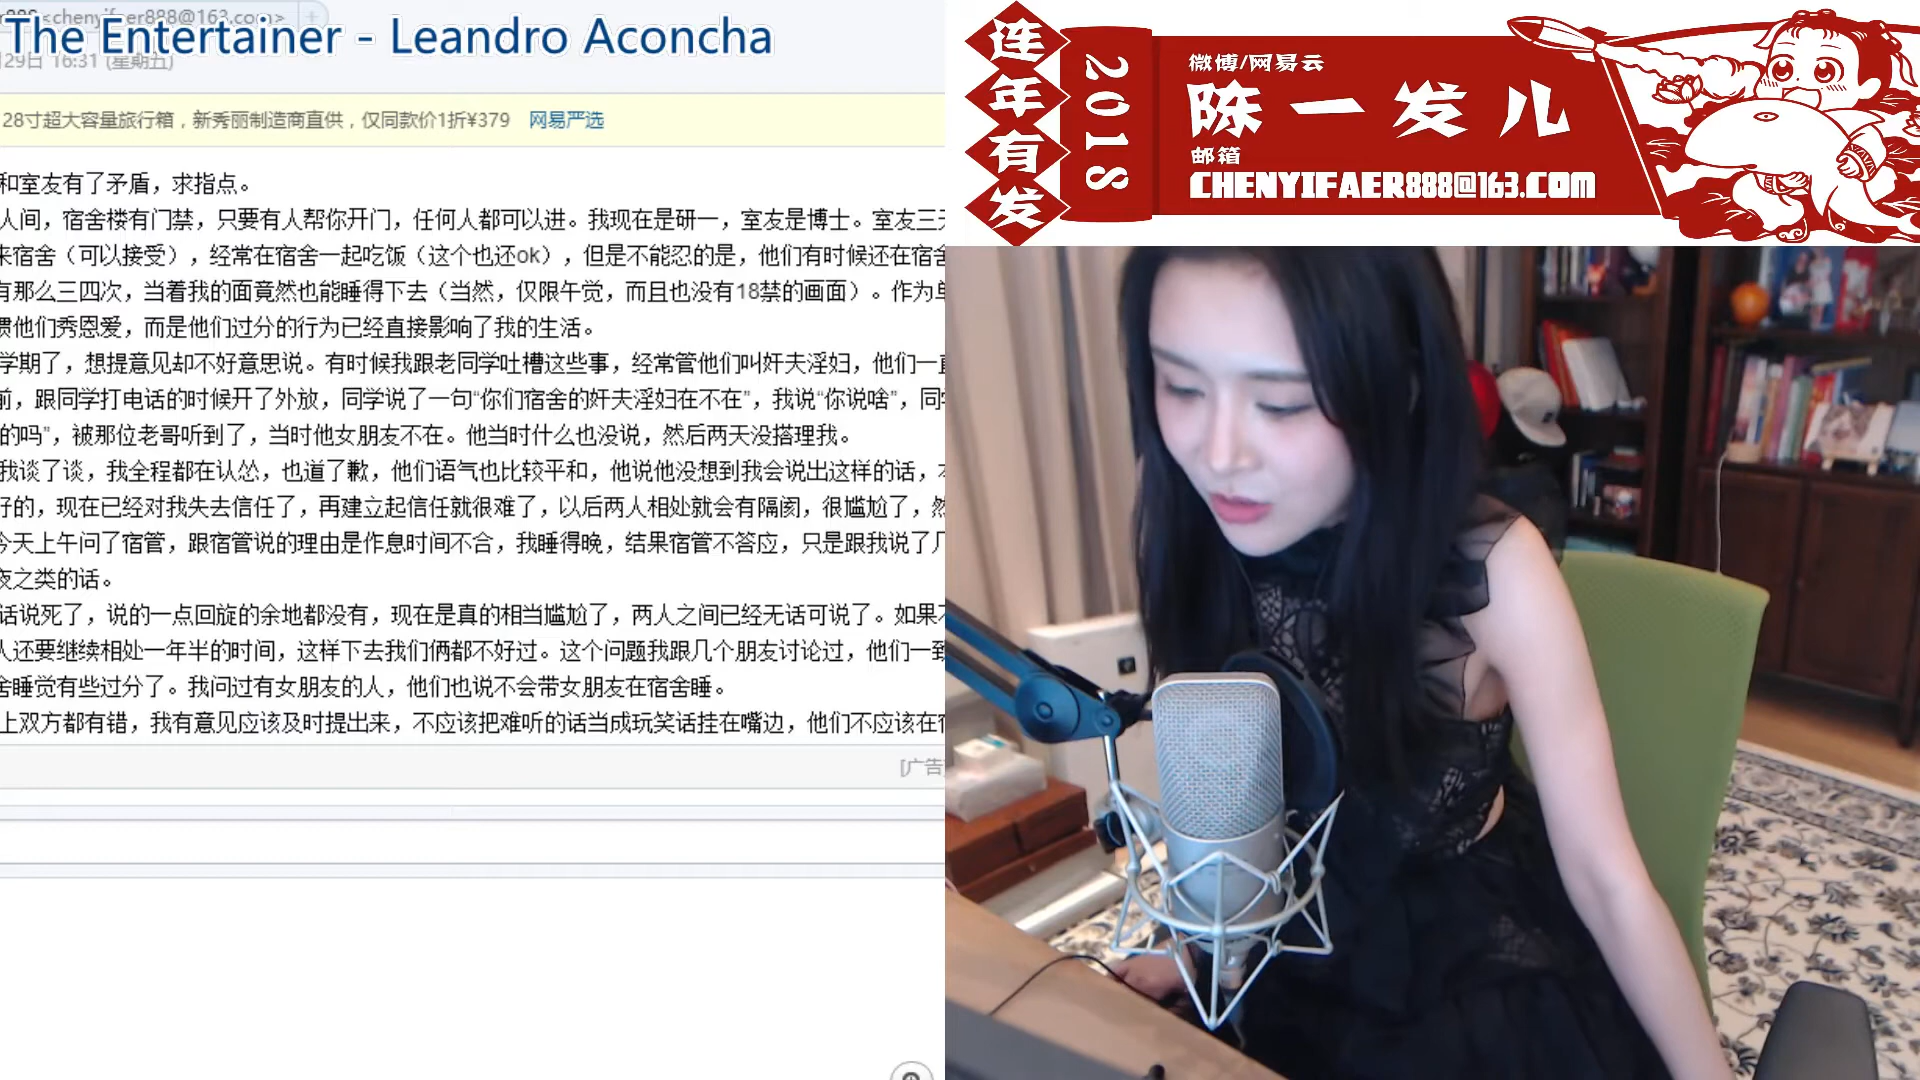 888 <chenyifaer888@163.com>
The Entertainer - Leandro Aconcha
29日 16:31 (星期五)
28寸超大容量旅行箱，新秀丽制造商直供，仅同款价1折¥379 网易严选
和室友有了矛盾，求指点。
人间，宿舍楼有门禁，只要有人帮你开门，任何人都可以进。我现在是研一，室友是博士。室友三天
来宿舍（可以接受），经常在宿舍一起吃饭（这个也还ok），但是不能忍的是，他们有时候还在宿舍
有那么三四次，当着我的面竟然也能睡得下去（当然，仅限午觉，而且也没有18禁的画面）。作为单
惯他们秀恩爱，而是他们过分的行为已经直接影响了我的生活。
学期了，想提意见却不好意思说。有时候我跟老同学吐槽这些事，经常管他们叫奸夫淫妇，他们一直
前，跟同学打电话的时候开了外放，同学说了一句“你们宿舍的奸夫淫妇在不在”，我说“你说啥”，同学
的吗”，被那位老哥听到了，当时他女朋友不在。他当时什么也没说，然后两天没搭理我。
我谈了谈，我全程都在认怂，也道了歉，他们语气也比较平和，他说他没想到我会说出这样的话，本
好的，现在已经对我失去信任了，再建立起信任就很难了，以后两人相处就会有隔阂，很尴尬了，然
今天上午问了宿管，跟宿管说的理由是作息时间不合，我睡得晚，结果宿管不答应，只是跟我说了几
夜之类的话。
话说死了，说的一点回旋的余地都没有，现在是真的相当尴尬了，两人之间已经无话可说了。如果不
人还要继续相处一年半的时间，这样下去我们俩都不好过。这个问题我跟几个朋友讨论过，他们一致
舍睡觉有些过分了。我问过有女朋友的人，他们也说不会带女朋友在宿舍睡。
上双方都有错，我有意见应该及时提出来，不应该把难听的话当成玩笑话挂在嘴边，他们不应该在宿
[广告
连年有发
2018
微博/网易云
陈一发儿
邮箱
CHENYIFAER888@163.COM